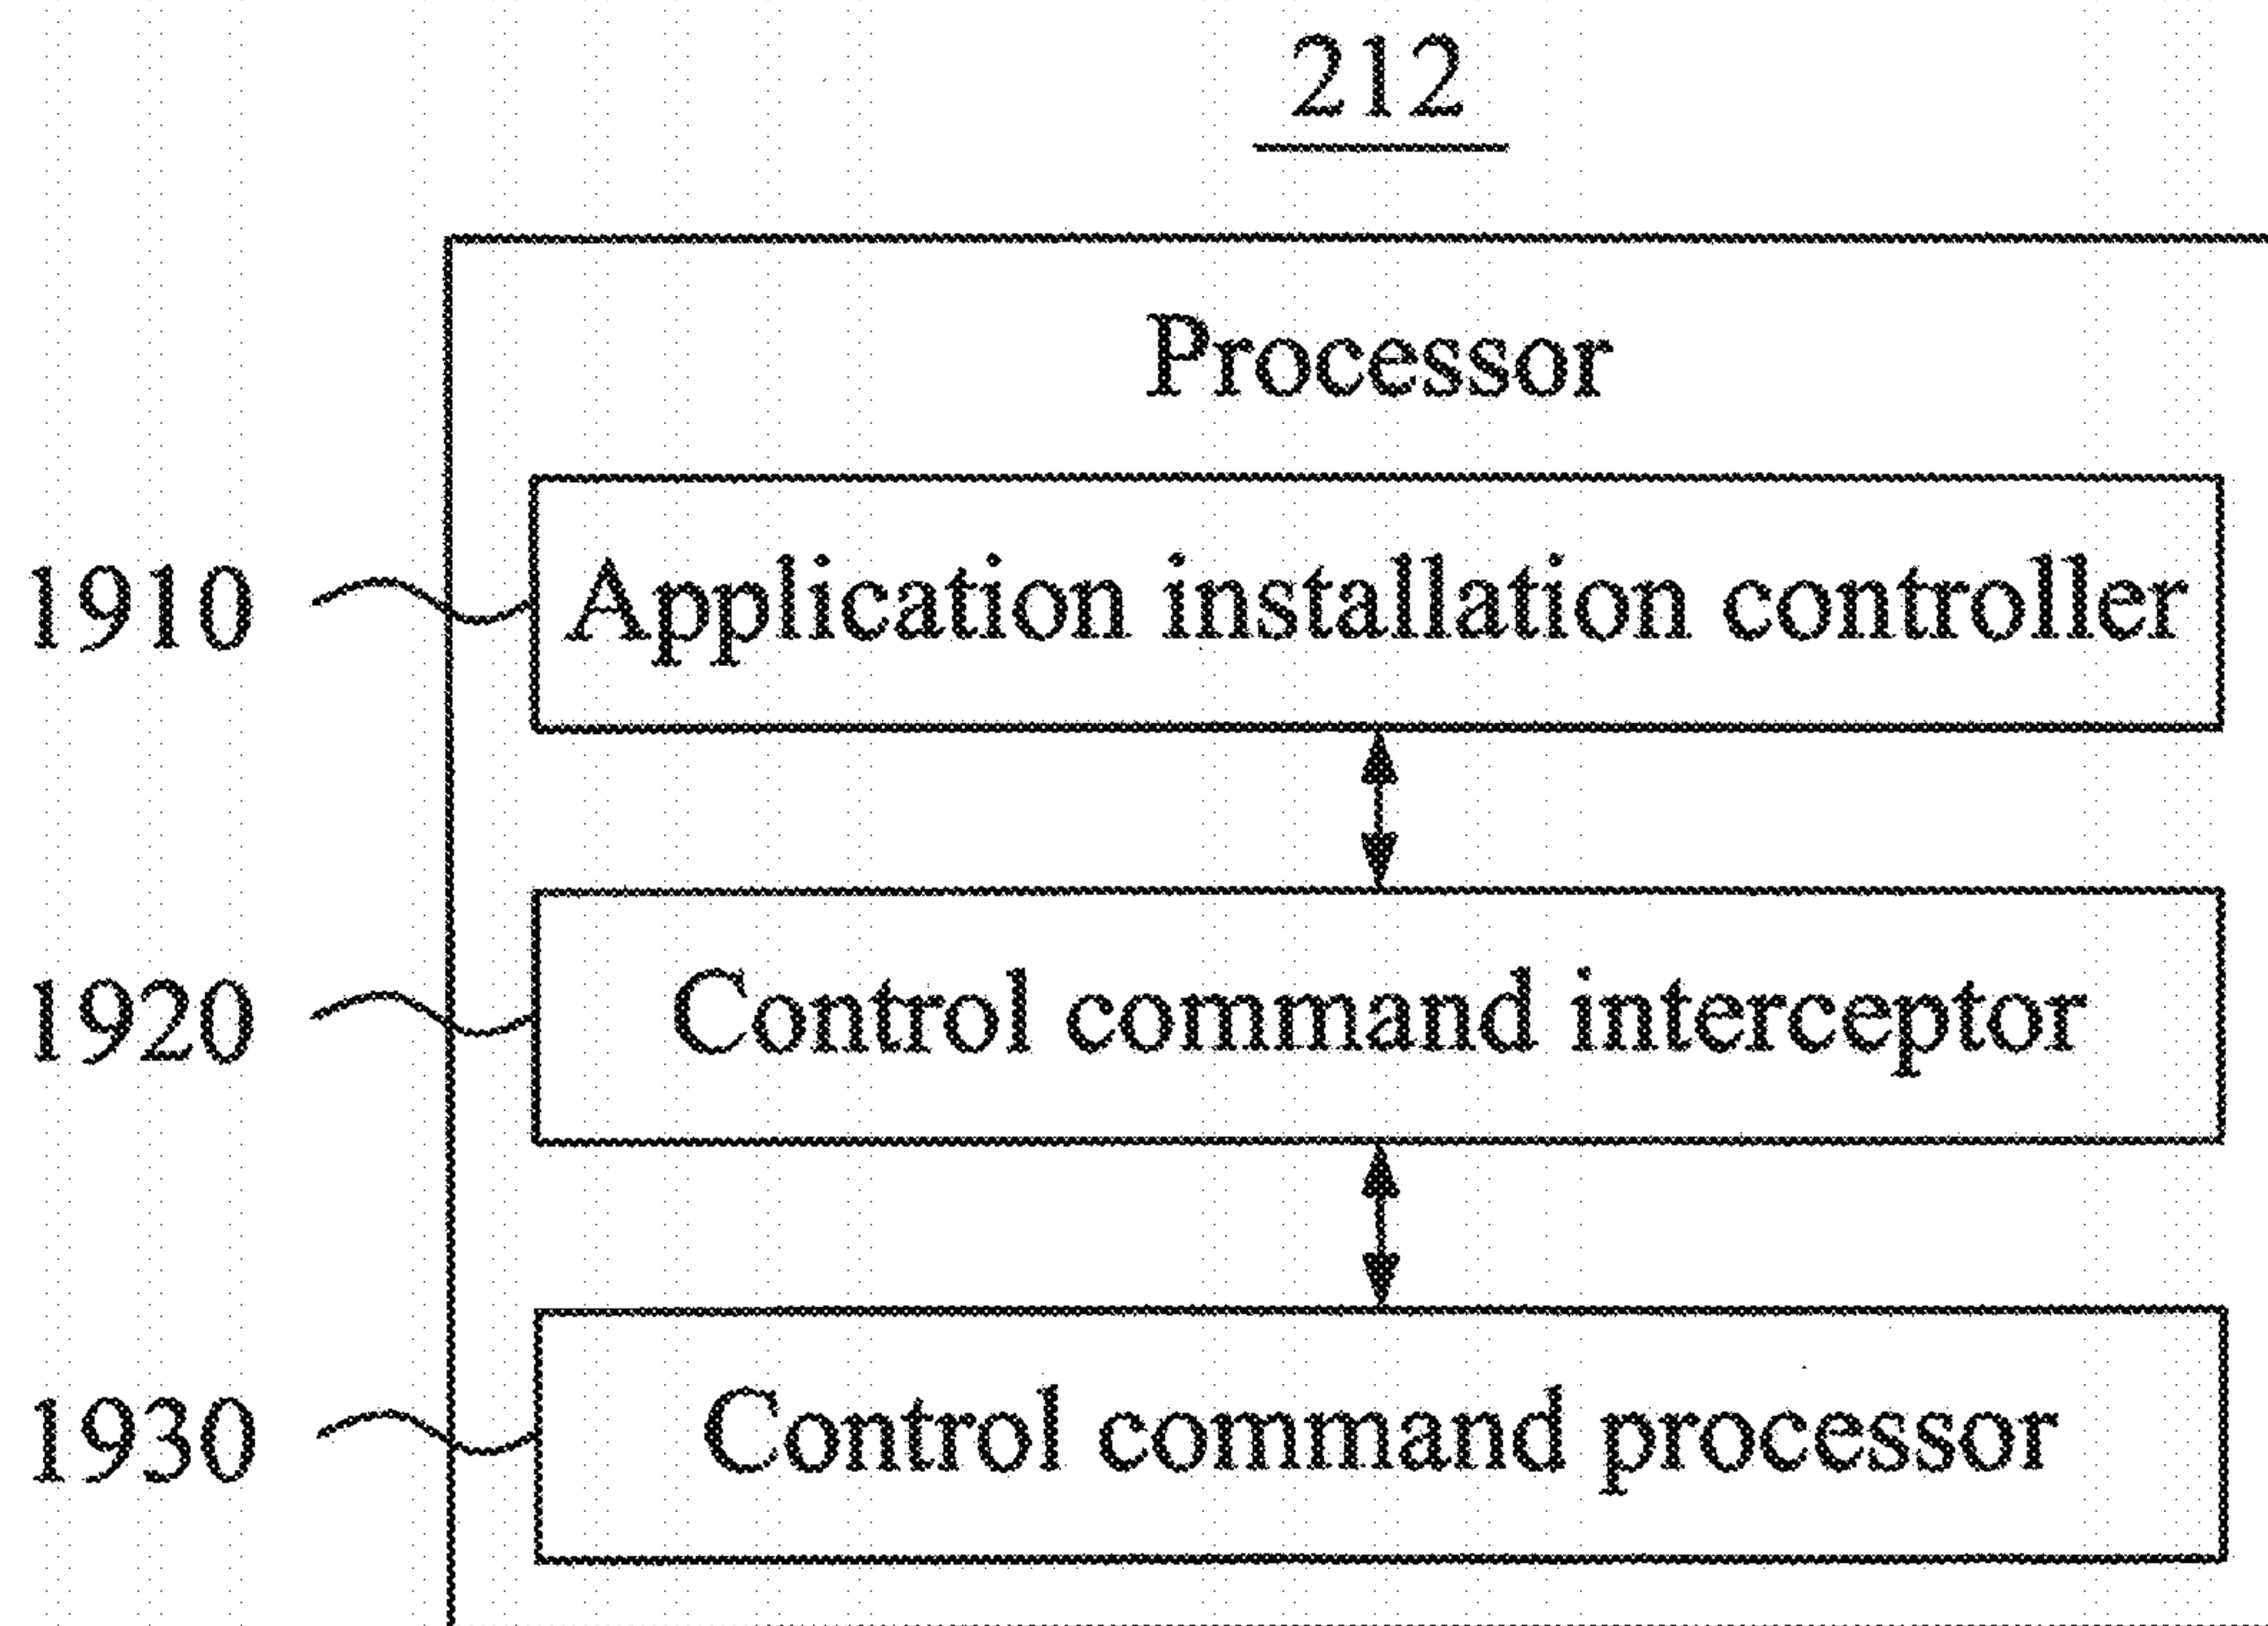 212
Processor
1910 Application installation controller
1920 Control command interceptor
1930 Control command processor